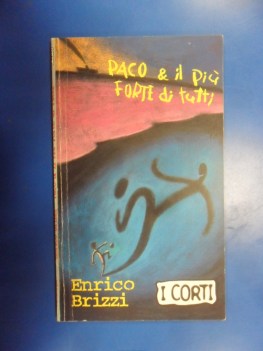 PACO & il più
FORTE di tutti
Enrico
Brizzi
I CORTI